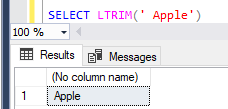 SELECT LTRIM(' Apple')
100 %
Results Messages
(No column name)
1 Apple